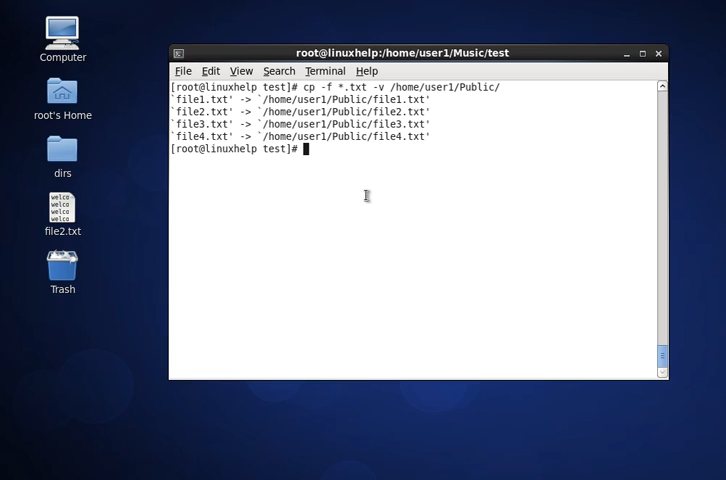 Computer
root's Home
dirs
welco
welco
welco
welco
file2.txt
Trash
root@linuxhelp:/home/user1/Music/test
File Edit View Search Terminal Help
[root@linuxhelp test]# cp -f *.txt -v /home/user1/Public/
`file1.txt' -> `/home/user1/Public/file1.txt'
`file2.txt' -> `/home/user1/Public/file2.txt'
`file3.txt' -> `/home/user1/Public/file3.txt'
`file4.txt' -> `/home/user1/Public/file4.txt'
[root@linuxhelp test]#